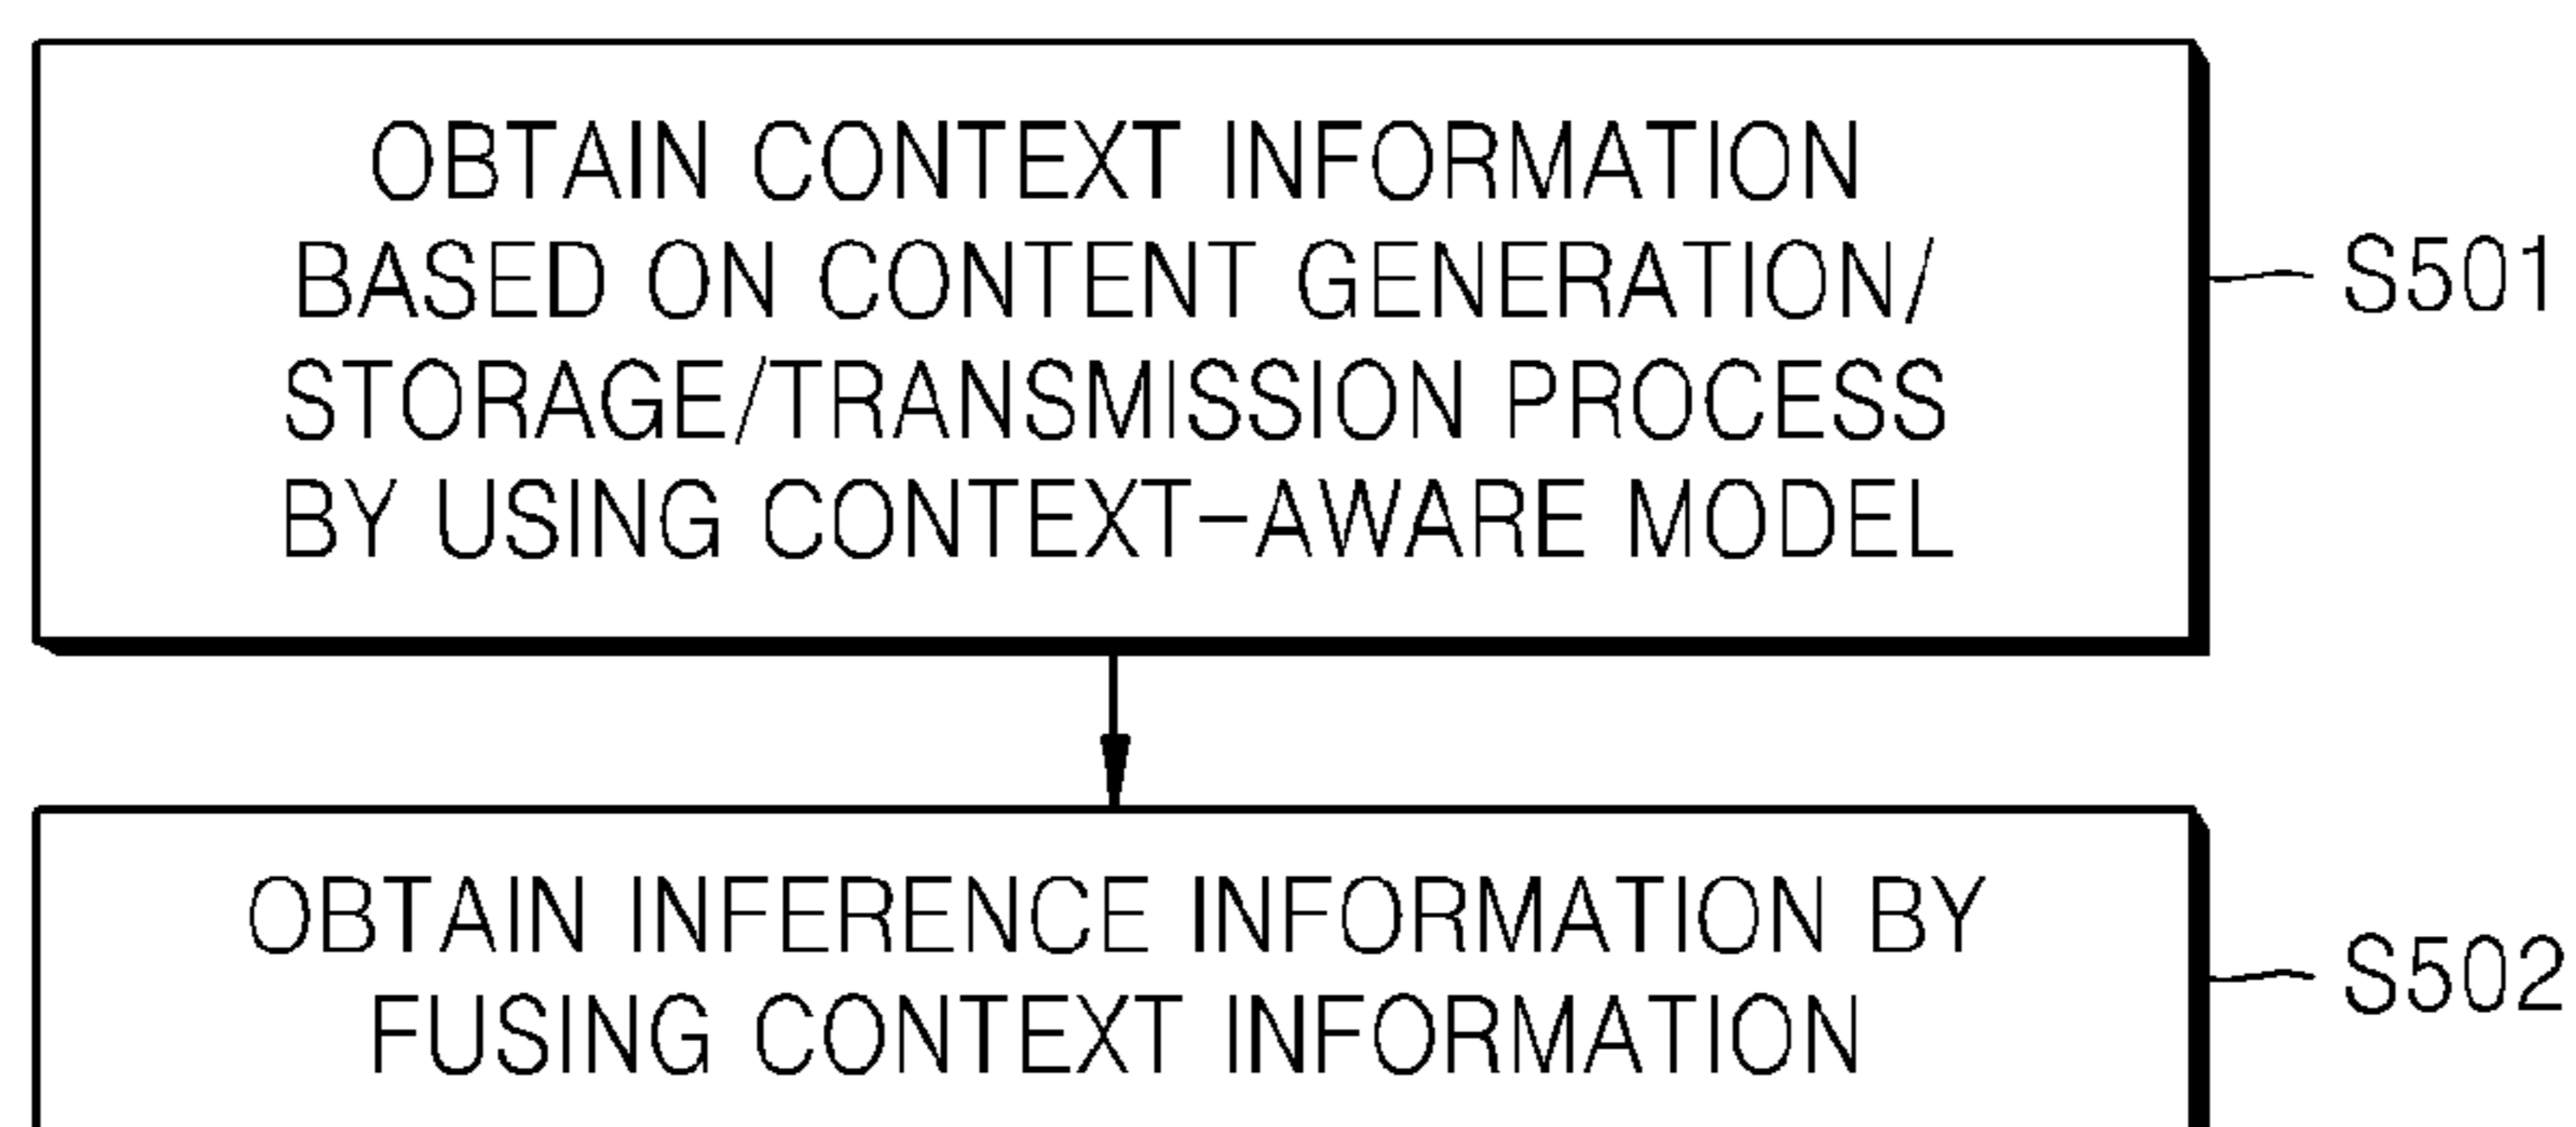 OBTAIN CONTEXT INFORMATION
BASED ON CONTENT GENERATION/
STORAGE/TRANSMISSION PROCESS
BY USING CONTEXT-AWARE MODEL
S501
OBTAIN INFERENCE INFORMATION BY
FUSING CONTEXT INFORMATION
S502